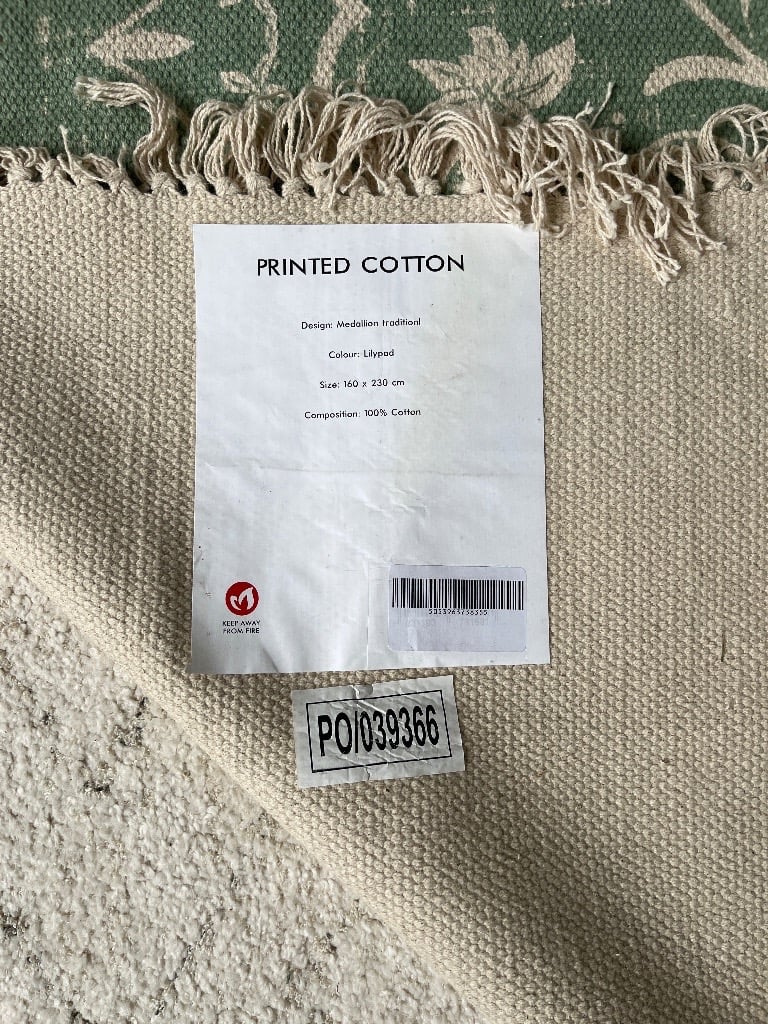 PRINTED COTTON
Design: Medallion traditionl
Colour: Lilypad
Size: 160 x 230 cm
Composition: 100% Cotton
KEEP AWAY
FROM FIRE
PO/039366